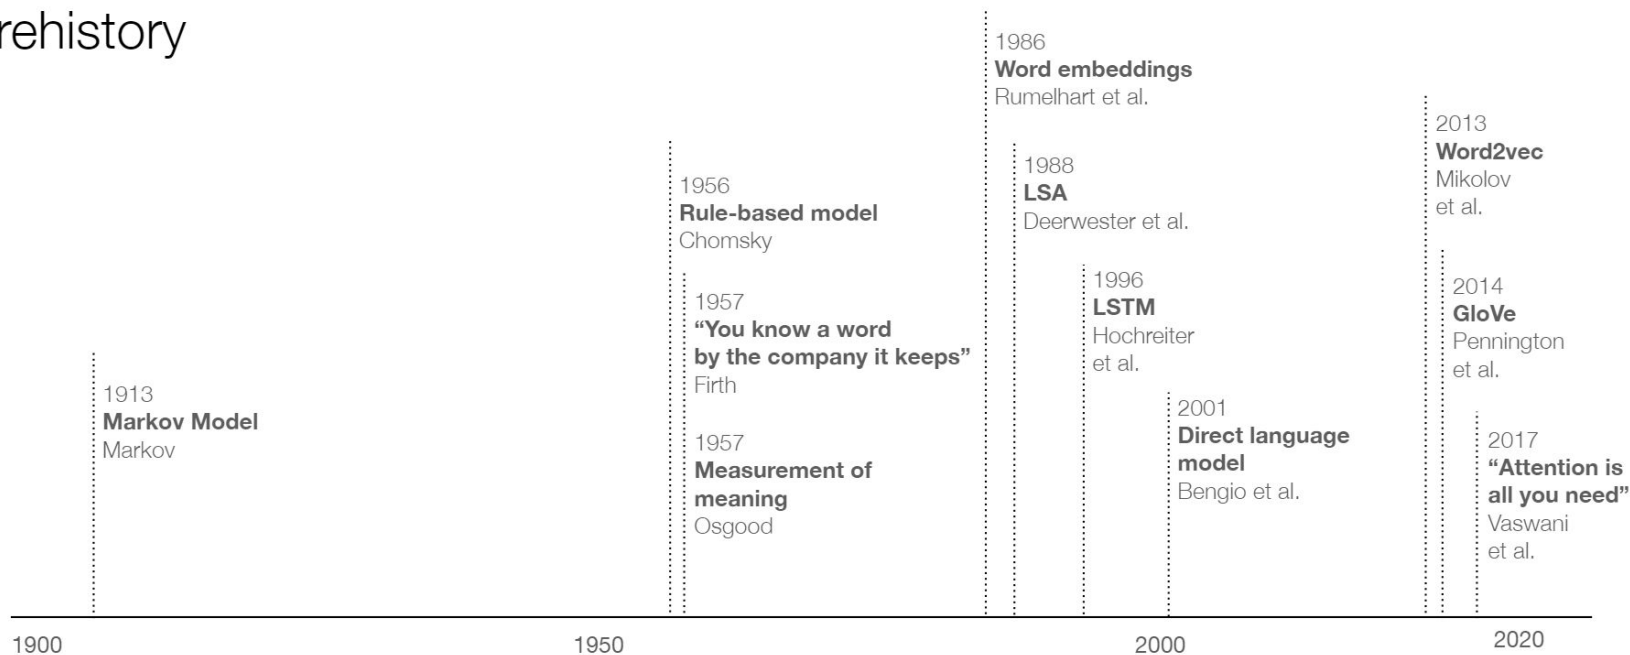 rehistory
1913
Markov Model
Markov
1956
Rule-based model
Chomsky
1957
“You know a word
by the company it keeps”
Firth
1957
Measurement of
meaning
Osgood
1986
Word embeddings
Rumelhart et al.
1988
LSA
Deerwester et al.
1996
LSTM
Hochreiter
et al.
2001
Direct language
model
Bengio et al.
2013
Word2vec
Mikolov
et al.
2014
GloVe
Pennington
et al.
2017
“Attention is
all you need”
Vaswani
et al.
1900
1950
2000
2020